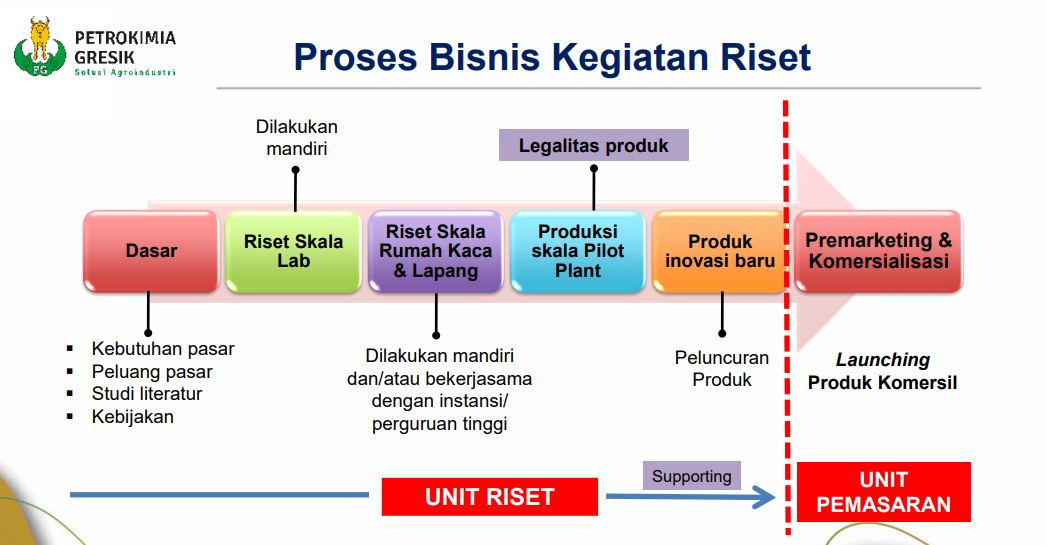 PETROKIMIA
GRESIK
Solusi Agroindustri
PG
Proses Bisnis Kegiatan Riset
Dilakukan
mandiri
Legalitas produk
Dasar
Riset Skala
Lab
Riset Skala
Rumah Kaca
& Lapang
Produksi
skala Pilot
Plant
Produk
inovasi baru
Premarketing &
Komersialisasi
▪ Kebutuhan pasar
▪ Peluang pasar
▪ Studi literatur
▪ Kebijakan
Dilakukan mandiri
dan/atau bekerjasama
dengan instansi/
perguruan tinggi
Peluncuran
Produk
Launching
Produk Komersil
UNIT RISET
Supporting
UNIT
PEMASARAN